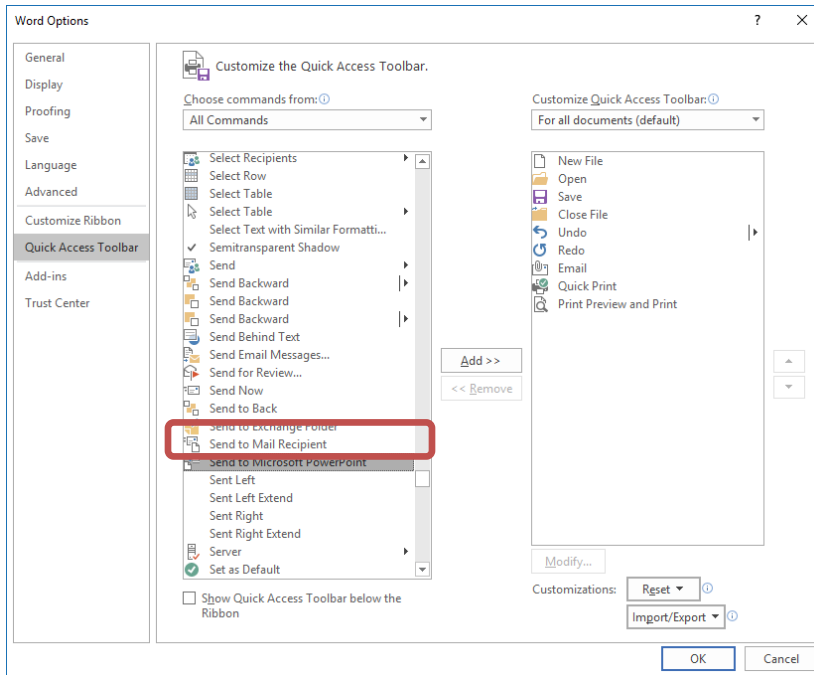 Word Options
?
General
Display
Proofing
Save
Language
Advanced
Customize Ribbon
Quick Access Toolbar
Add-ins
Trust Center
Customize the Quick Access Toolbar.
Choose commands from:
All Commands
Select Recipients
Select Row
Select Table
Select Table
Select Text with Similar Formatti...
Semitransparent Shadow
Send
Send Backward
Send Backward
Send Backward
Send Behind Text
Send Email Messages...
Send for Review...
Send Now
Send to Back
Send to Exchange Folder
Send to Mail Recipient
Send to Microsoft PowerPoint
Sent Left
Sent Left Extend
Sent Right
Sent Right Extend
Server
Set as Default
Show Quick Access Toolbar below the
Ribbon
Add >>
<< Remove
Customize Quick Access Toolbar:
For all documents (default)
New File
Open
Save
Close File
Undo
Redo
Email
Quick Print
Print Preview and Print
Modify...
Customizations:
Reset
Import/Export
OK
Cancel